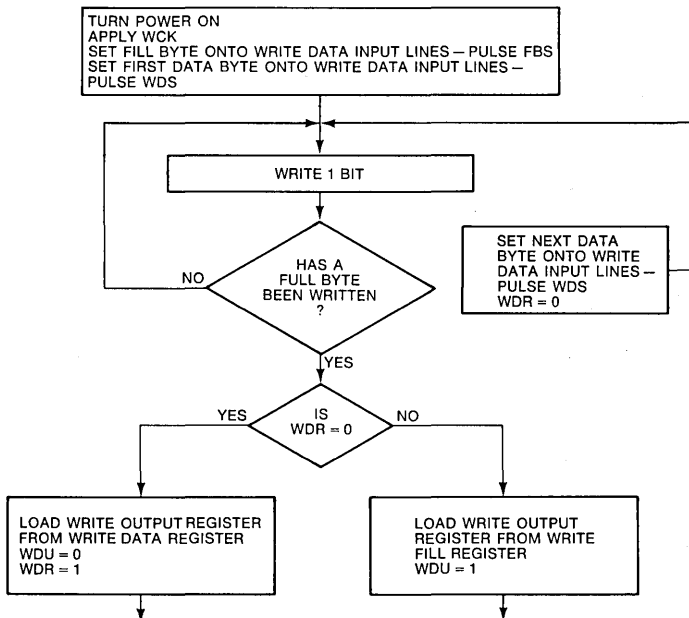 TURN POWER ON
APPLY WCK
SET FILL BYTE ONTO WRITE DATA INPUT LINES — PULSE FBS
SET FIRST DATA BYTE ONTO WRITE DATA INPUT LINES —
PULSE WDS
WRITE 1 BIT
NO
HAS A
FULL BYTE
BEEN WRITTEN
?
SET NEXT DATA
BYTE ONTO WRITE
DATA INPUT LINES —
PULSE WDS
WDR = 0
YES
YES
IS
WDR = 0
NO
LOAD WRITE OUTPUT REGISTER
FROM WRITE DATA REGISTER
WDU = 0
WDR = 1
LOAD WRITE OUTPUT
REGISTER FROM WRITE
FILL REGISTER
WDU = 1